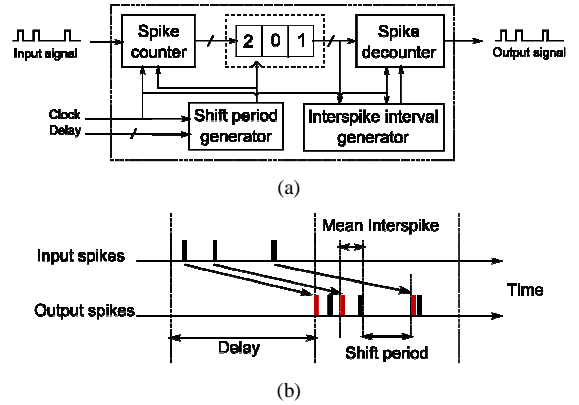 Input signal
Spike counter
2 0 1
Spike decounter
Output signal
Clock
Delay
Shift period generator
Interspike interval generator
(a)
Mean Interspike
Input spikes
Time
Output spikes
Delay
Shift period
(b)